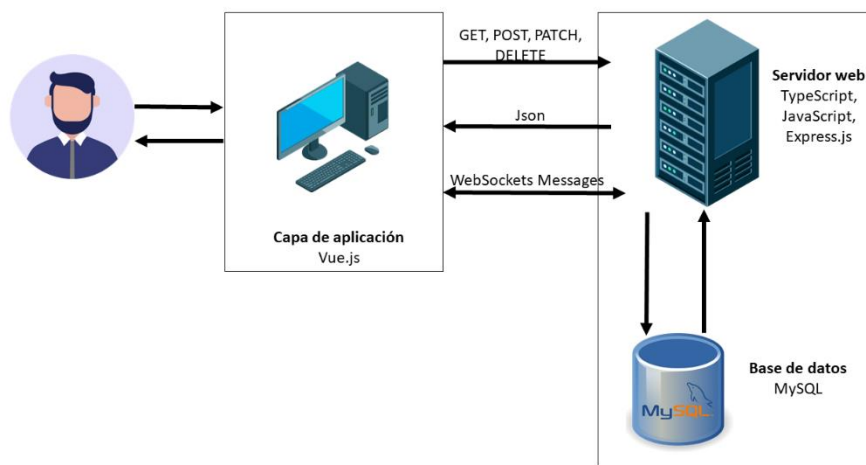 GET, POST, PATCH,
DELETE
Json
WebSockets Messages
Capa de aplicación
Vue.js
Servidor web
TypeScript,
JavaScript,
Express.js
MySQL
Base de datos
MySQL